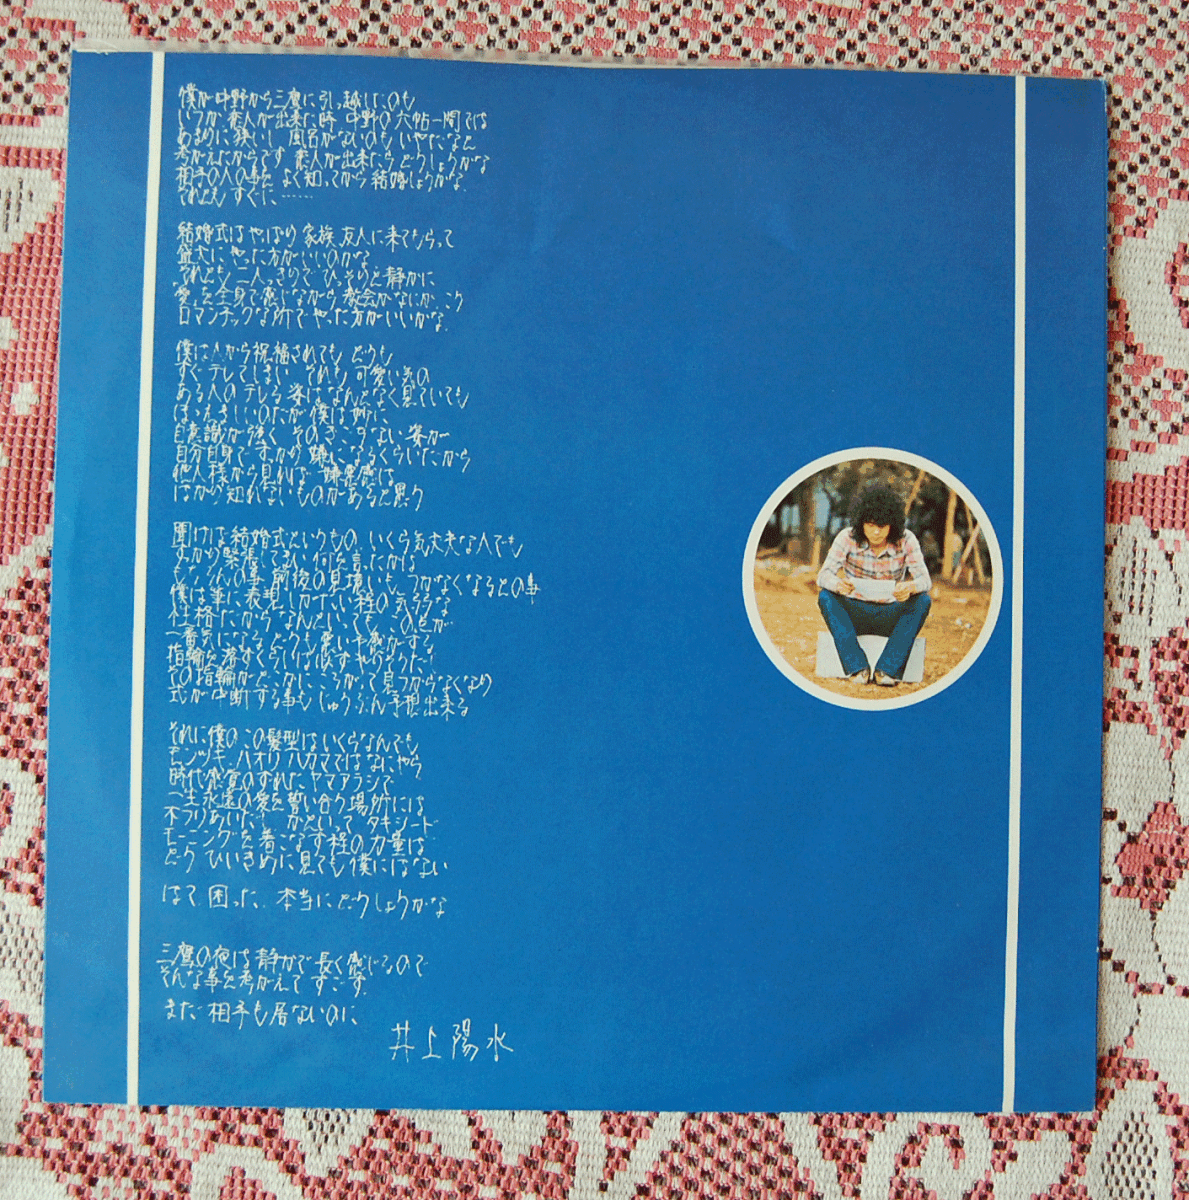 僕が中野から三鷹に引っ越したのも
いつか恋人が出来た時 中野の六帖一間では
あまりに狭いし 風呂がないのもいやだなと
考がえたからです 恋人が出来たらどうしようかな
相手の人の事を よく知ってから結婚しようかな
それとも すぐに‥‥‥
結婚式はやっぱり 家族、友人に来てもらって
盛大に やった方がいいのかな
それとも 二人っきりで ひっそりと静かに
"愛"を全身で感じながら 教会かなにか、こう
ロマンチックな所でやった方がいいかな
僕は人から祝福されても どうも
すぐテレてしまい それも 可愛い気の
ある人のテレる姿はなんとなく見ていても
ほゝえましいのだが 僕は妙に
自意識が強く そのぎこちない姿が
自分自身で すっかり嫌になるくらいだから
他人様から見れば 嫌悪感は
はかり知れないものがあると思う
聞けば結婚式というもの いくら気丈夫な人でも
すっかり緊張してしまい 何を言ったかは
もちろんの事 前後の見境いも つかなくなるとの事
僕は筆に表現しがたい程の気弱な
性格だから なんといっても この点が
一番気になる どうも悪い予感がする
指輪を落すくらいは応すやりそうだ!
その指輪がどこかにころがって見つからなくなり
式が中断する事も じゅうぶん予想出来る
それに僕の この髪型はいくらなんでも
モンツキ ハオリ ハカマではなにやら
時代感覚のずれた ヤマアラシで
一生永遠の愛を誓い合う場所には
不つりあいだ! かといって タキシード
モーニングを着こなす程の力量は
どう ひいきめに見ても僕にはない
はて、困った、本当にどうしようかな
三鷹の夜は静かで 長く感じるので
そんな事を考がえて すごす、
まだ 相手も居ないのに、
井上陽水